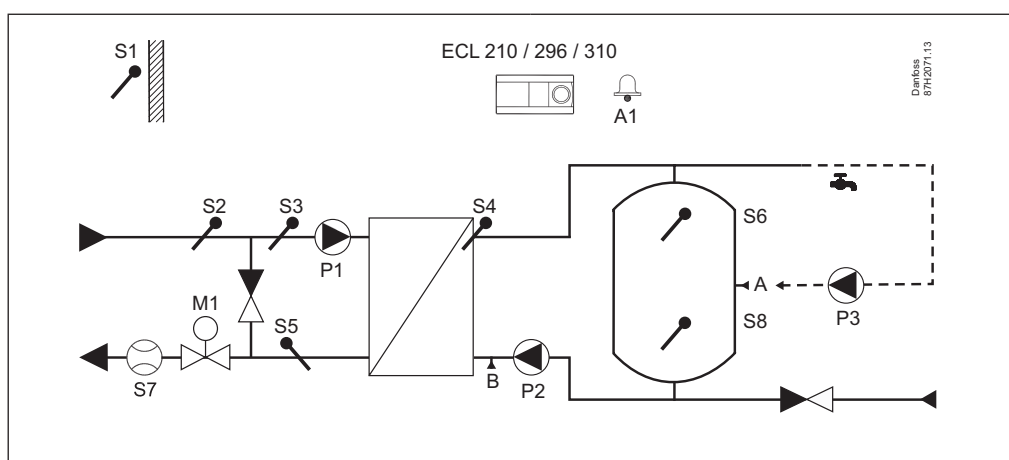 S1
ECL 210 / 296 / 310
A1
Danfoss
87H2071.13
S2
S3
P1
S4
S6
A
P3
M1
S5
S8
S7
B
P2